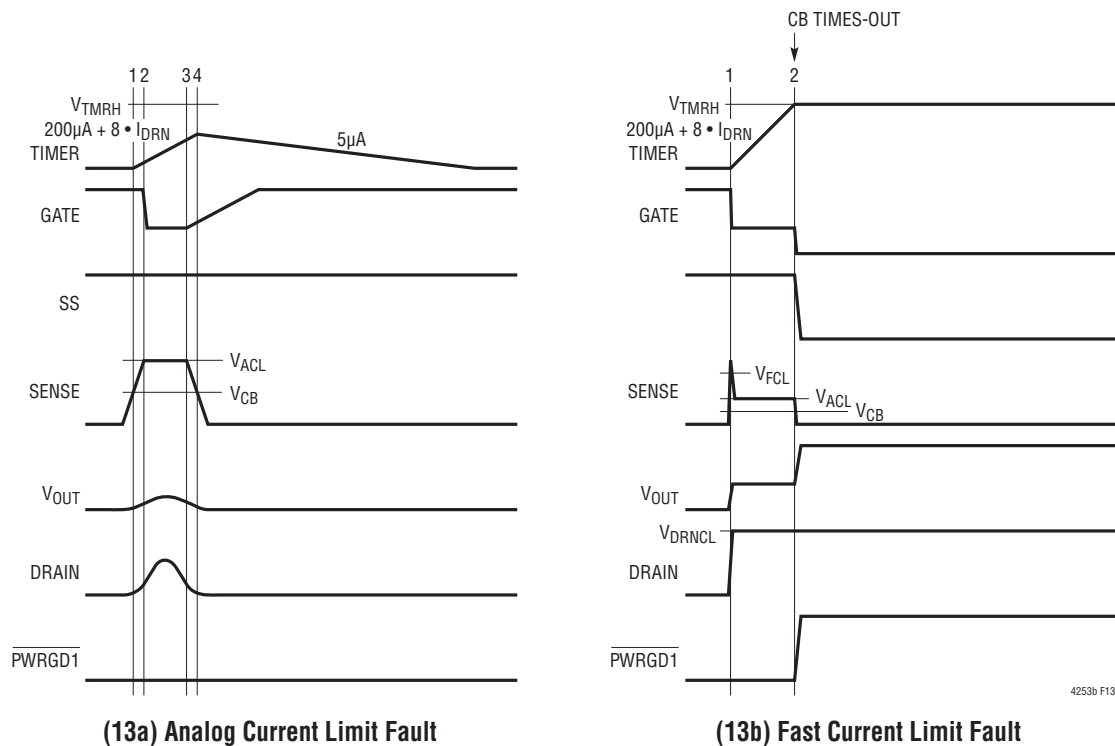 1 2 3 4
V_TMRH
200µA + 8 • I_DRN
TIMER
5µA
GATE
SS
SENSE
V_ACL
V_CB
V_OUT
DRAIN
PWRGD1
(13a) Analog Current Limit Fault
CB TIMES-OUT
1 2
V_TMRH
200µA + 8 • I_DRN
TIMER
GATE
SS
SENSE
V_FCL
V_ACL
V_CB
V_OUT
V_DRNCL
DRAIN
PWRGD1
4253b F13
(13b) Fast Current Limit Fault